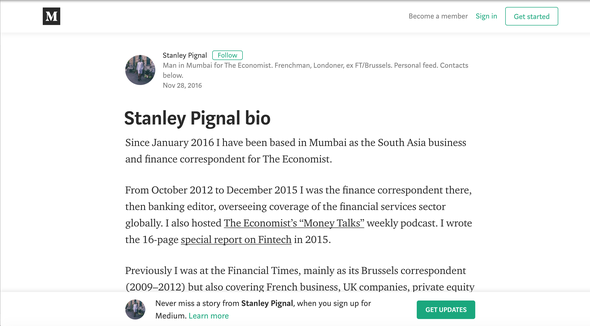 M
Become a member Sign in Get started
Stanley Pignal Follow
Man in Mumbai for The Economist. Frenchman, Londoner, ex FT/Brussels. Personal feed. Contacts
below.
Nov 28, 2016
Stanley Pignal bio
Since January 2016 I have been based in Mumbai as the South Asia business
and finance correspondent for The Economist.
From October 2012 to December 2015 I was the finance correspondent there,
then banking editor, overseeing coverage of the financial services sector
globally. I also hosted The Economist’s “Money Talks” weekly podcast. I wrote
the 16-page special report on Fintech in 2015.
Previously I was at the Financial Times, mainly as its Brussels correspondent
(2009–2012) but also covering French business, UK companies, private equity
Never miss a story from Stanley Pignal, when you sign up for
Medium. Learn more
GET UPDATES